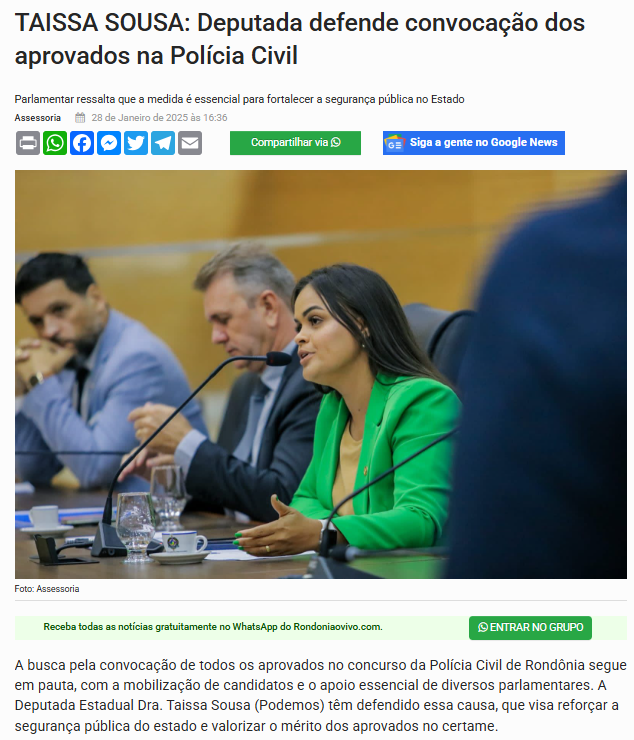 TAISSA SOUSA: Deputada defende convocação dos
aprovados na Polícia Civil
Parlamentar ressalta que a medida é essencial para fortalecer a segurança pública no Estado
Assessoria 28 de Janeiro de 2025 às 16:36
Compartilhar via
Siga a gente no Google News
Foto: Assessoria
Receba todas as notícias gratuitamente no WhatsApp do Rondoniaovivo.com.
ENTRAR NO GRUPO
A busca pela convocação de todos os aprovados no concurso da Polícia Civil de Rondônia segue
em pauta, com a mobilização de candidatos e o apoio essencial de diversos parlamentares. A
Deputada Estadual Dra. Taissa Sousa (Podemos) têm defendido essa causa, que visa reforçar a
segurança pública do estado e valorizar o mérito dos aprovados no certame.